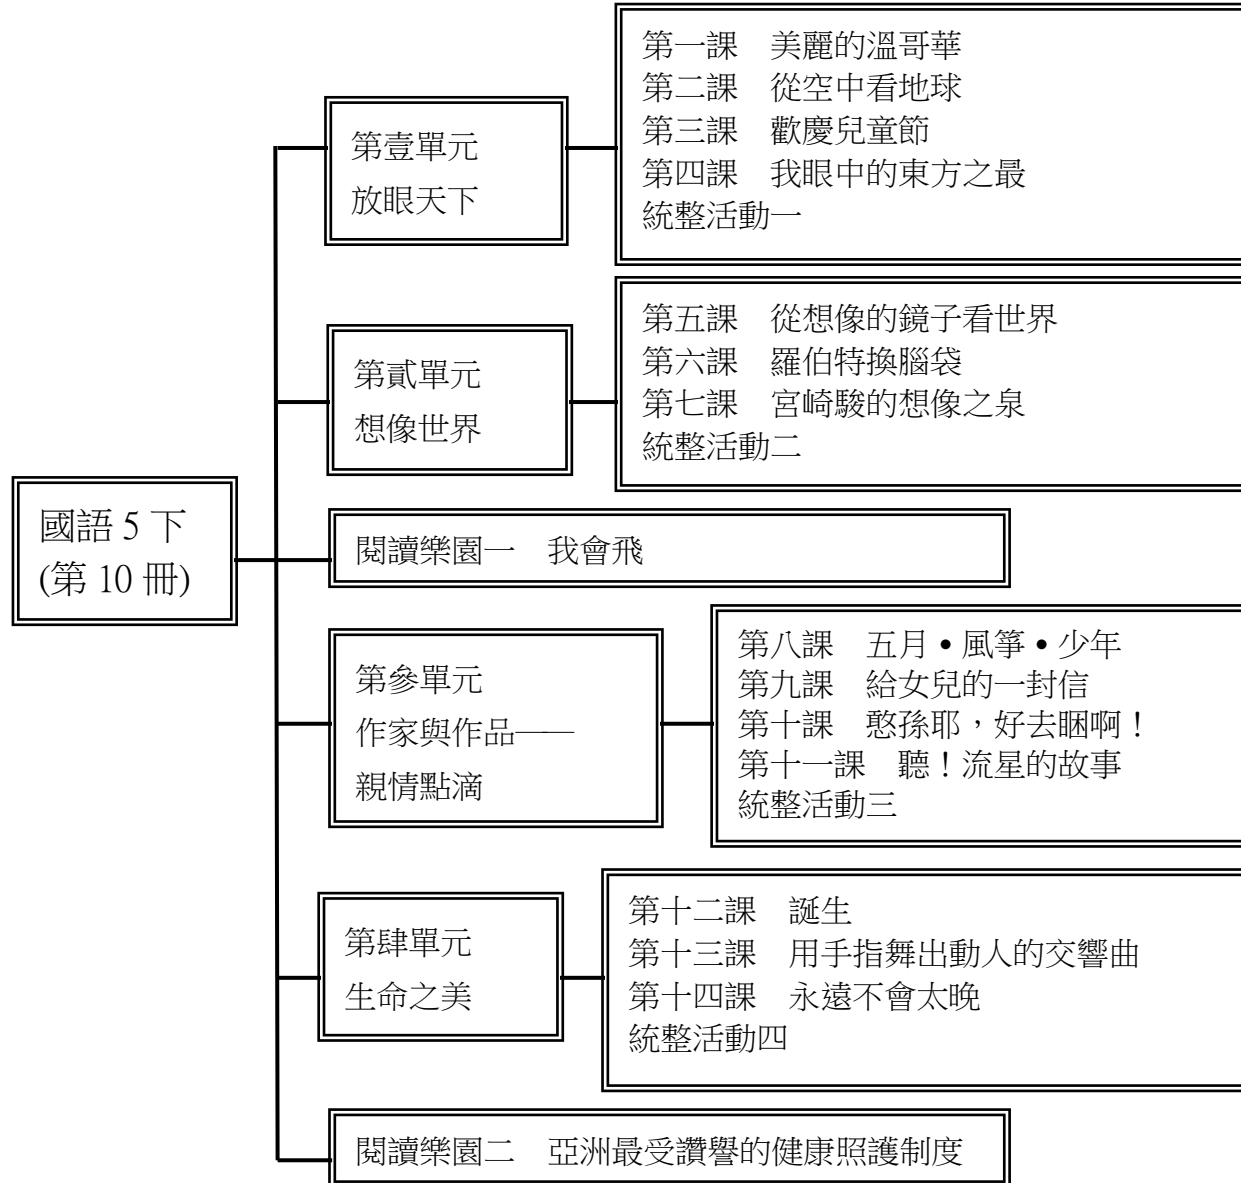 國語 5 下
(第 10 冊)
第壹單元
放眼天下
第一課　美麗的溫哥華
第二課　從空中看地球
第三課　歡慶兒童節
第四課　我眼中的東方之最
統整活動一
第貳單元
想像世界
第五課　從想像的鏡子看世界
第六課　羅伯特換腦袋
第七課　宮崎駿的想像之泉
統整活動二
閱讀樂園一　我會飛
第參單元
作家與作品——
親情點滴
第八課　五月•風箏•少年
第九課　給女兒的一封信
第十課　憨孫耶，好去睏啊！
第十一課　聽！流星的故事
統整活動三
第肆單元
生命之美
第十二課　誕生
第十三課　用手指舞出動人的交響曲
第十四課　永遠不會太晚
統整活動四
閱讀樂園二　亞洲最受讚譽的健康照護制度